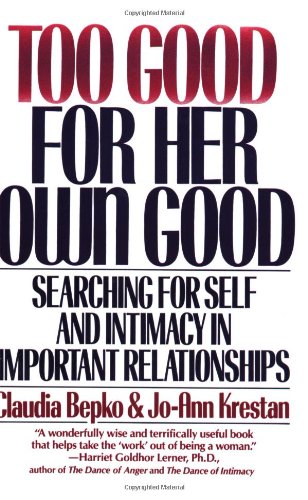 TOO GOOD
FOR HER
OWN GOOD
SEARCHING FOR SELF
AND INTIMACY IN
IMPORTANT RELATIONSHIPS
Claudia Bepko & Jo-Ann Krestan
"A wonderfully wise and terrifically useful book
that helps take the 'work' out of being a woman."
—Harriet Goldhor Lerner, Ph.D.,
author of The Dance of Anger and The Dance of Intimacy